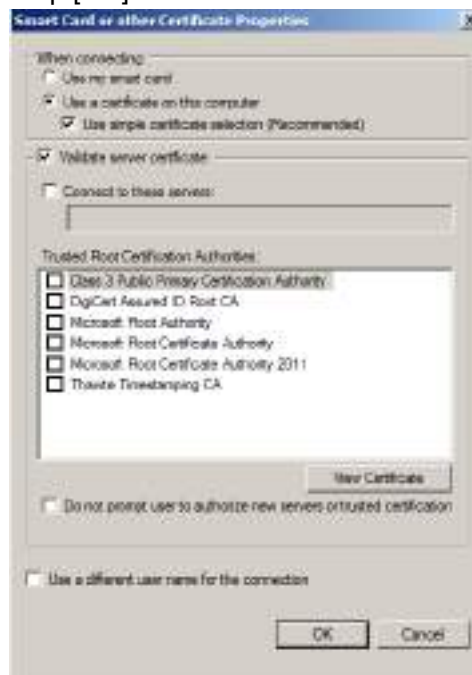 Smart Card or other Certificate Properties
When connecting:
Use my smart card
Use a certificate on this computer
Use simple certificate selection (Recommended)
Validate server certificate
Connect to these servers:
Trusted Root Certification Authorities:
Class 3 Public Primary Certification Authority
DigiCert Assured ID Root CA
Microsoft Root Authority
Microsoft Root Certificate Authority
Microsoft Root Certificate Authority 2011
Thawte Timestamping CA
View Certificate
Do not prompt user to authorize new servers or trusted certification
Use a different user name for the connection
OK
Cancel